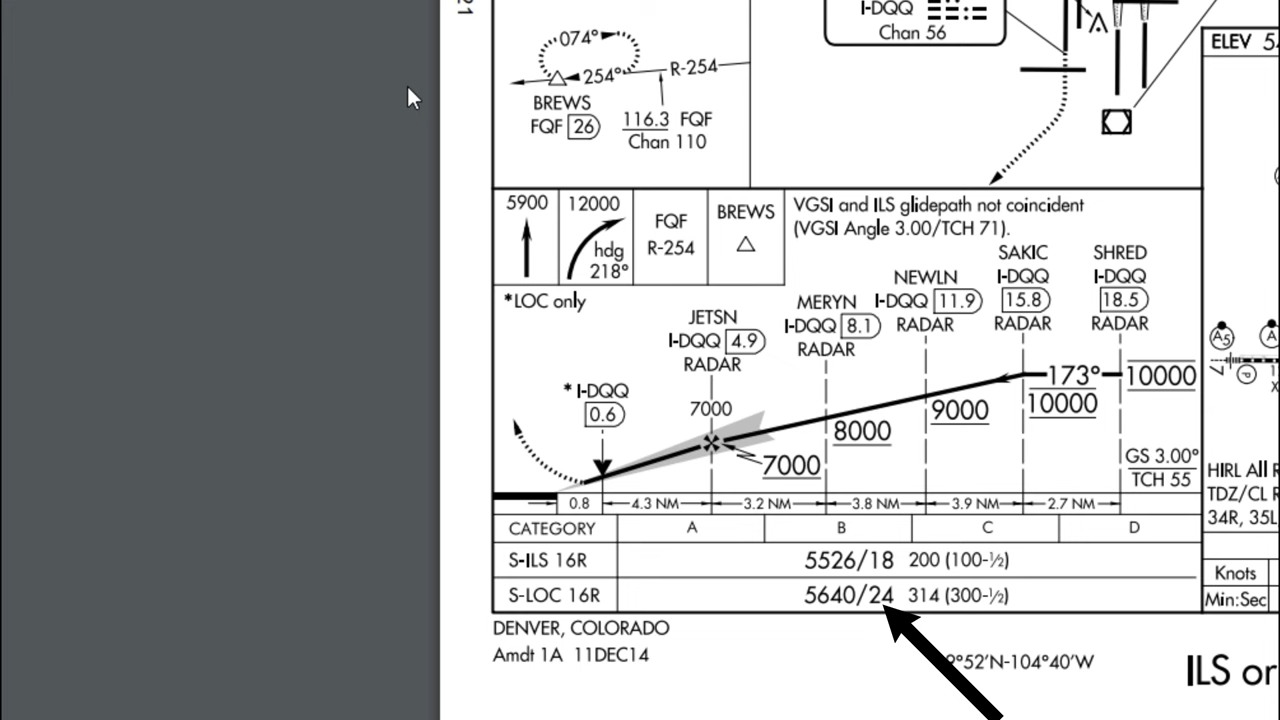 21
I-DQQ
Chan 56
074°
254°
R-254
BREWS
FQF 26
116.3 FQF
Chan 110
ELEV
5900
12000
hdg
218°
FQF
R-254
BREWS
VGSI and ILS glidepath not coincident
(VGSI Angle 3.00/TCH 71).
*LOC only
JETSN
I-DQQ 4.9
RADAR
MERYN
I-DQQ 8.1
RADAR
NEWLN
I-DQQ 11.9
RADAR
SAKIC
I-DQQ
15.8
RADAR
SHRED
I-DQQ
18.5
RADAR
* I-DQQ
0.6
7000
7000
8000
9000
173°
10000
10000
GS 3.00°
TCH 55
0.8
4.3 NM
3.2 NM
3.8 NM
3.9 NM
2.7 NM
CATEGORY A B C D
S-ILS 16R 5526/18 200 (100-½)
S-LOC 16R 5640/24 314 (300-½)
DENVER, COLORADO
Amdt 1A 11DEC14
°52'N-104°40'W
ILS or
A5
A
P
7
HIRL All
TDZ/CL
34R, 35L
Knots
Min:Sec